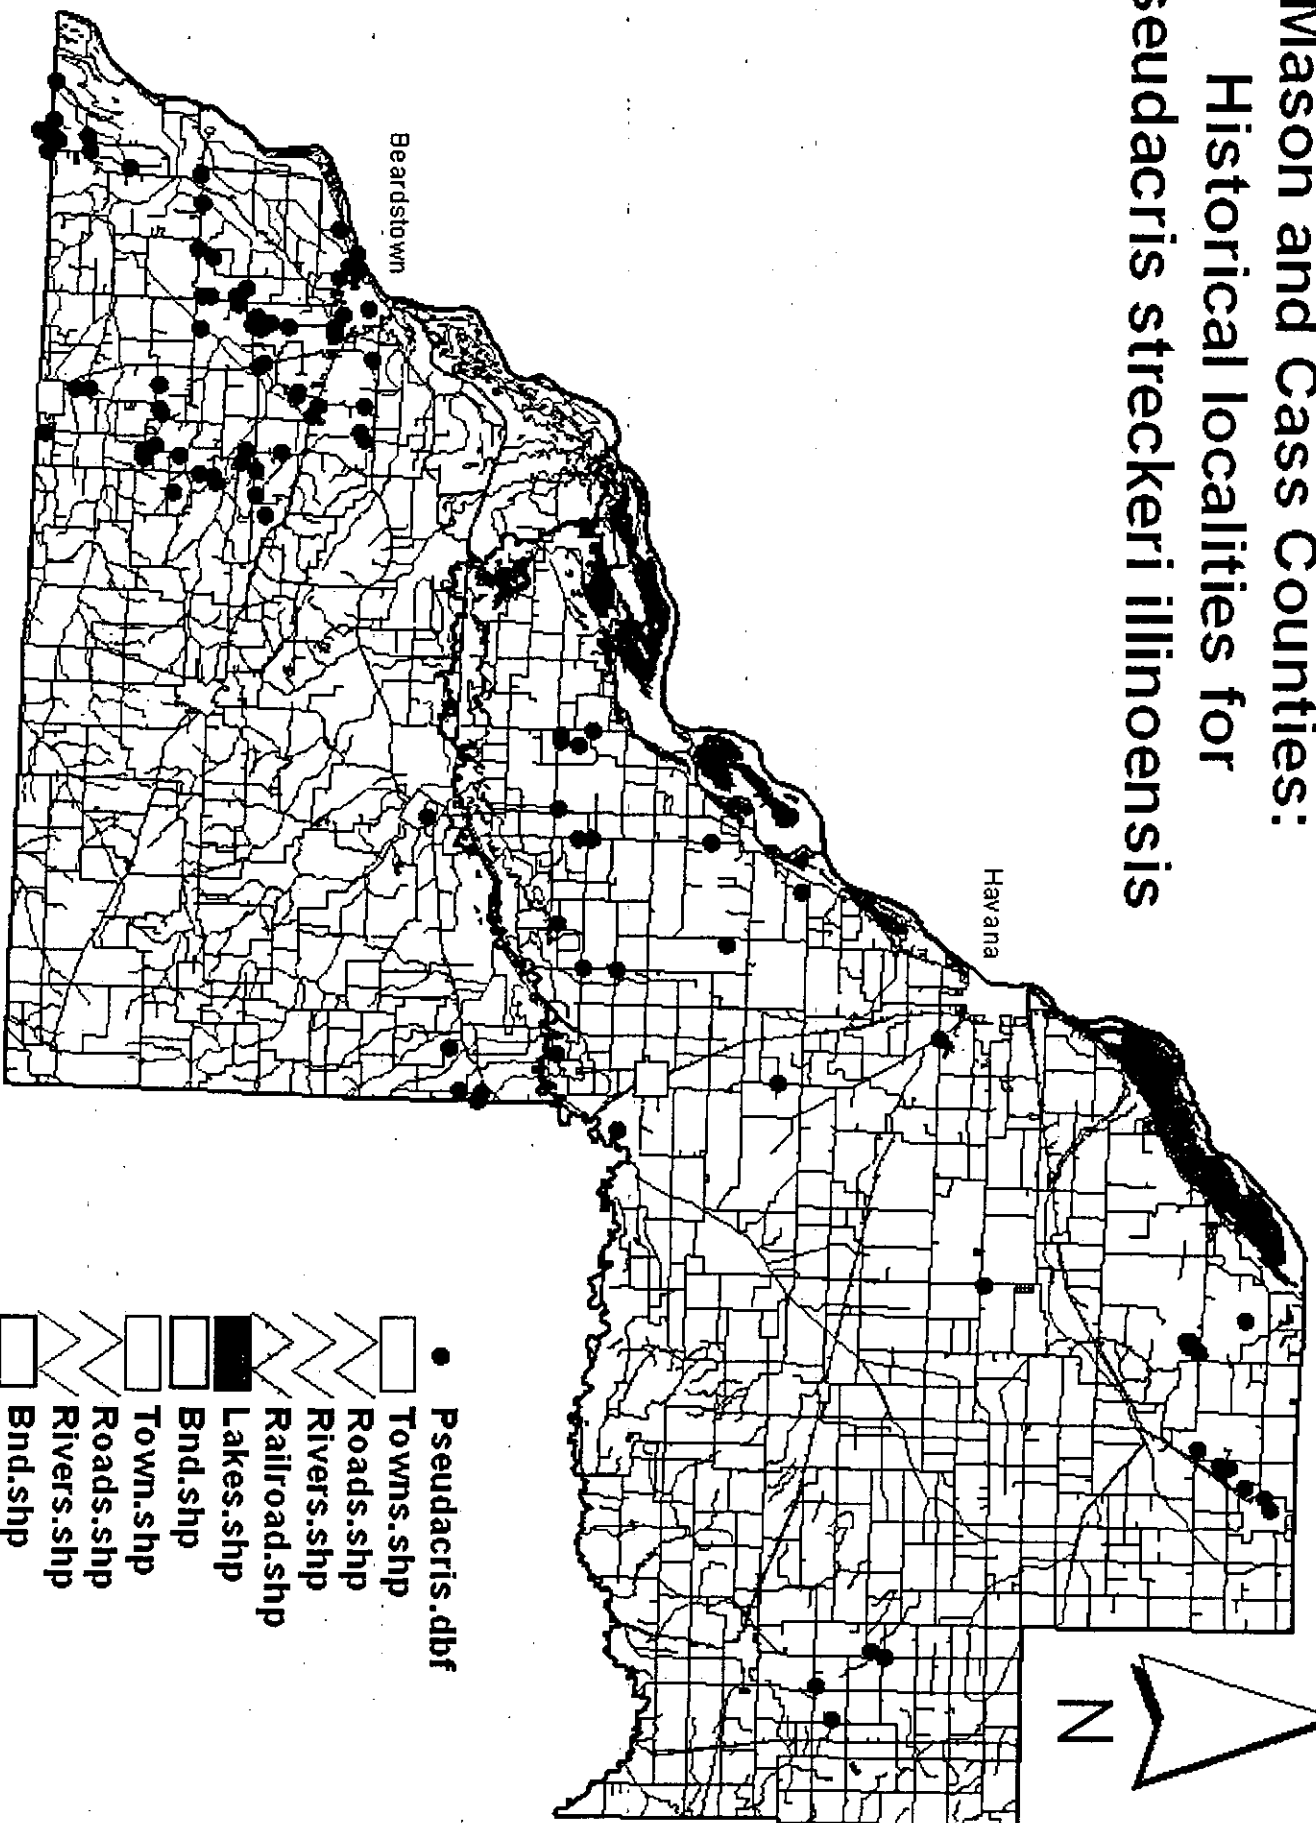 Mason and Cass Counties:
Historical localities for
seudacris streckeri illinoensis
Beardstown
Havana
N
Pseudacris.dbf
Towns.shp
Roads.shp
Rivers.shp
Railroad.shp
Lakes.shp
Bnd.shp
Town.shp
Roads.shp
Rivers.shp
Bnd.shp